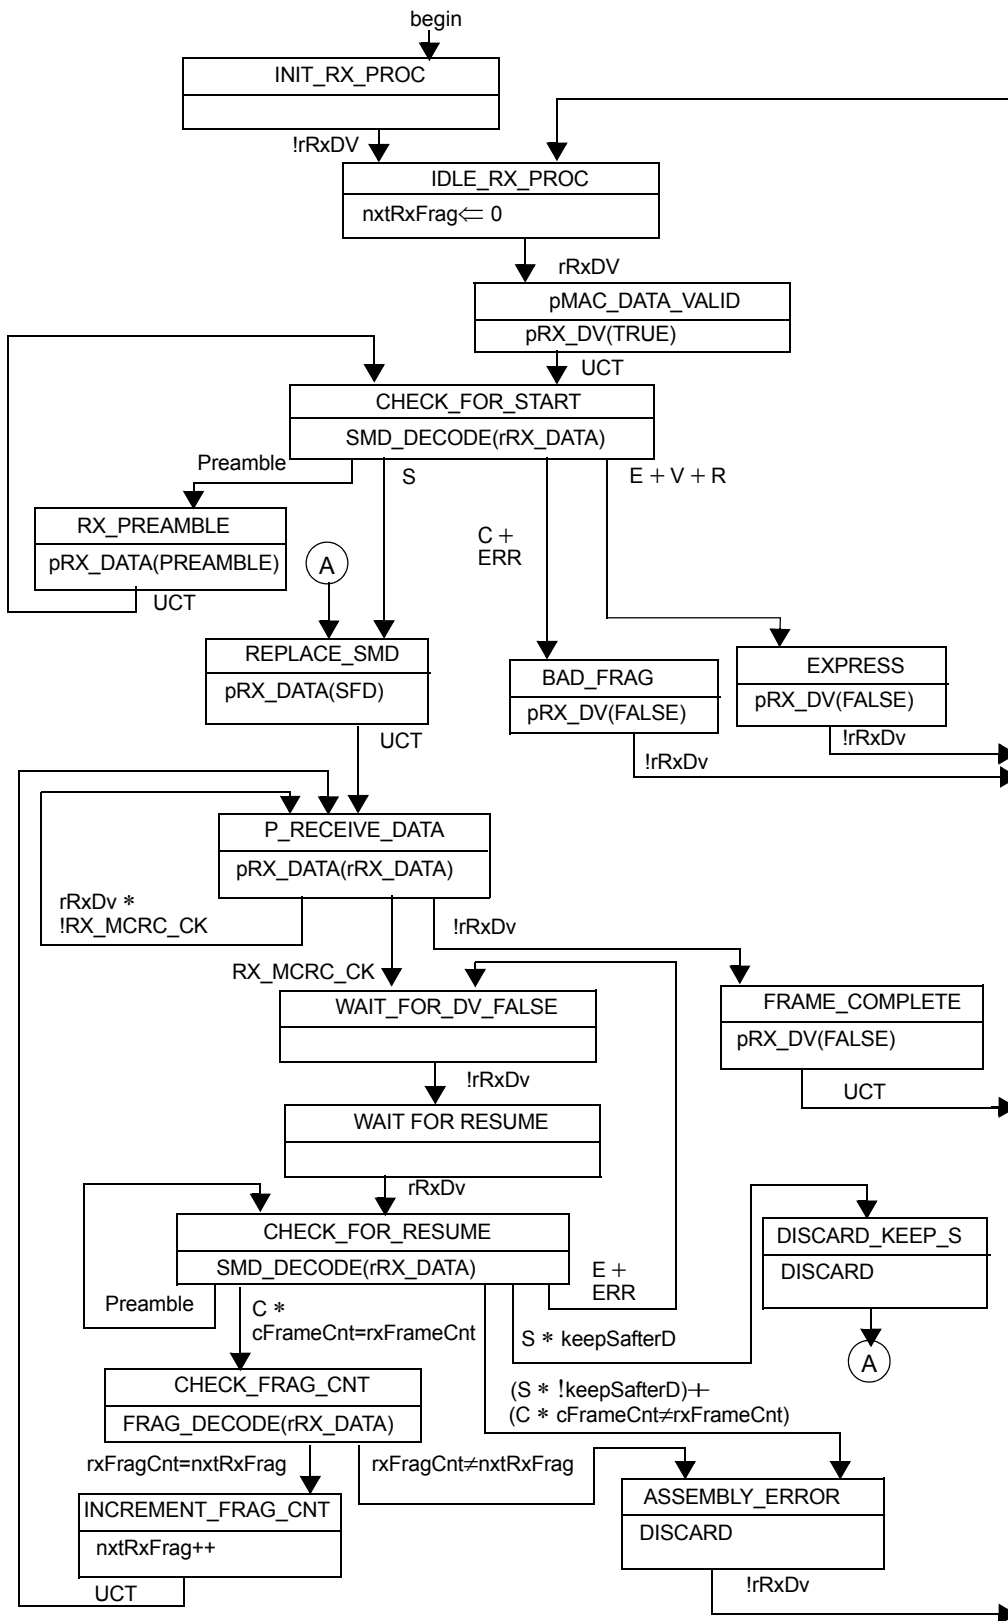 begin
INIT_RX_PROC
!rRxDV
IDLE_RX_PROC
nxtRxFrag⇐ 0
rRxDV
pMAC_DATA_VALID
pRX_DV(TRUE)
UCT
CHECK_FOR_START
SMD_DECODE(rRX_DATA)
Preamble
S
E + V + R
C +
ERR
RX_PREAMBLE
pRX_DATA(PREAMBLE)
UCT
A
REPLACE_SMD
pRX_DATA(SFD)
UCT
BAD_FRAG
pRX_DV(FALSE)
!rRxDv
EXPRESS
pRX_DV(FALSE)
!rRxDv
P_RECEIVE_DATA
pRX_DATA(rRX_DATA)
rRxDv *
!RX_MCRC_CK
RX_MCRC_CK
!rRxDv
WAIT_FOR_DV_FALSE
!rRxDv
FRAME_COMPLETE
pRX_DV(FALSE)
UCT
WAIT FOR RESUME
rRxDv
CHECK_FOR_RESUME
SMD_DECODE(rRX_DATA)
Preamble
C *
cFrameCnt=rxFrameCnt
E +
ERR
S * keepSafterD
DISCARD_KEEP_S
DISCARD
A
(S * !keepSafterD)+
(C * cFrameCnt≠rxFrameCnt)
CHECK_FRAG_CNT
FRAG_DECODE(rRX_DATA)
rxFragCnt=nxtRxFrag
rxFragCnt≠nxtRxFrag
INCREMENT_FRAG_CNT
nxtRxFrag++
UCT
ASSEMBLY_ERROR
DISCARD
!rRxDv